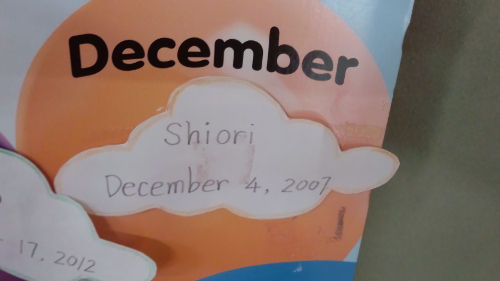 December
Shiori
December 4, 2007
17, 2012